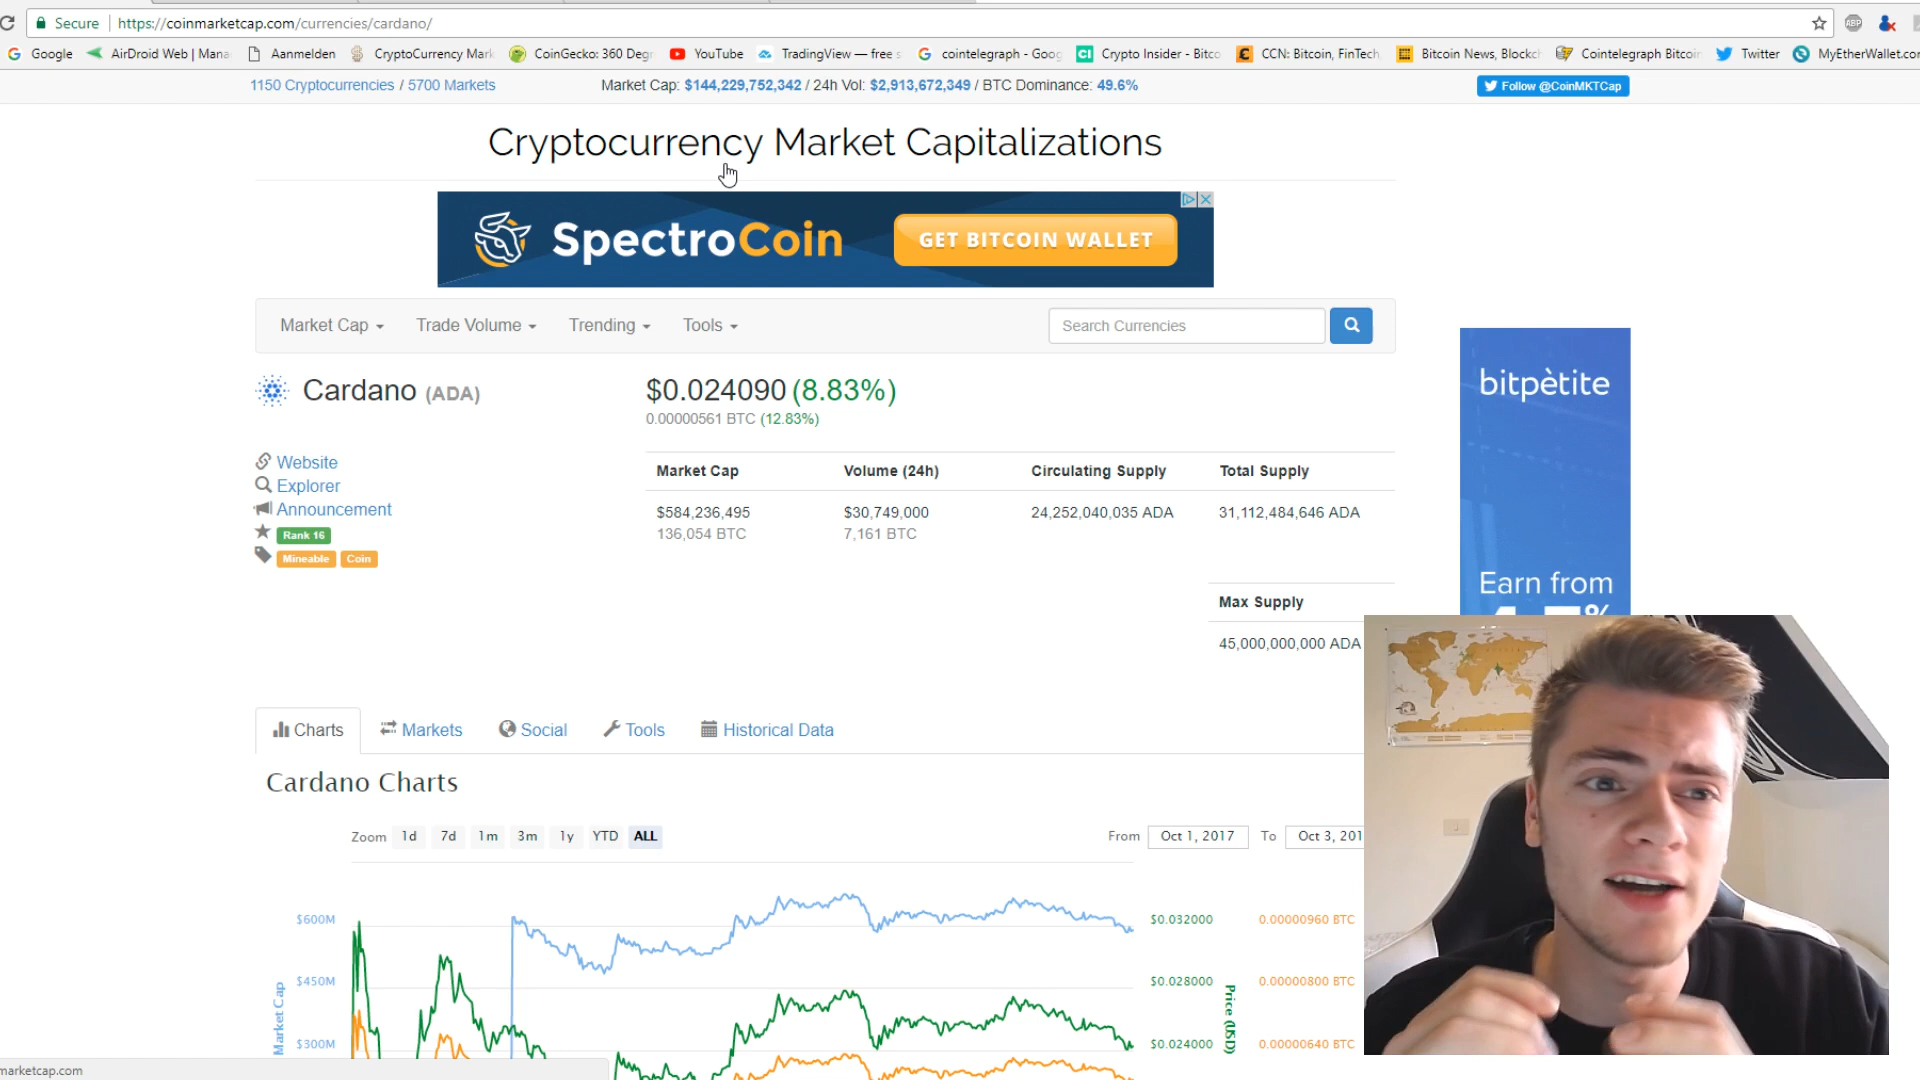 Secure https://coinmarketcap.com/currencies/cardano/
Google AirDroid Web | Mana Anmelden CryptoCurrency Mark CoinGecko: 360 Degr YouTube TradingView — free s cointelegraph - Goog Crypto Insider - Bitco CCN: Bitcoin, FinTech, Bitcoin News, Blockch Cointelegraph Bitcoin Twitter MyEtherWallet.co
1150 Cryptocurrencies / 5700 Markets Market Cap: $144,229,752,342 / 24h Vol: $2,913,672,349 / BTC Dominance: 49.6% Follow @CoinMKTCap
Cryptocurrency Market Capitalizations
SpectroCoin GET BITCOIN WALLET
Market Cap Trade Volume Trending Tools Search Currencies
Cardano (ADA) $0.024090 (8.83%)
0.00000561 BTC (12.83%)
bitpètite
Website
Explorer
Announcement
Rank 16
Mineable Coin
Market Cap Volume (24h) Circulating Supply Total Supply
$584,236,495 $30,749,000 24,252,040,035 ADA 31,112,484,646 ADA
136,054 BTC 7,161 BTC
Max Supply
45,000,000,000 ADA
Earn from
Charts Markets Social Tools Historical Data
Cardano Charts
Zoom 1d 7d 1m 3m 1y YTD ALL From Oct 1, 2017 To Oct 3, 201
$600M $0.032000 0.00000960 BTC
$450M $0.028000 0.00000800 BTC
$300M $0.024000 0.00000640 BTC
Market Cap
Price (USD)
marketcap.com
ABP